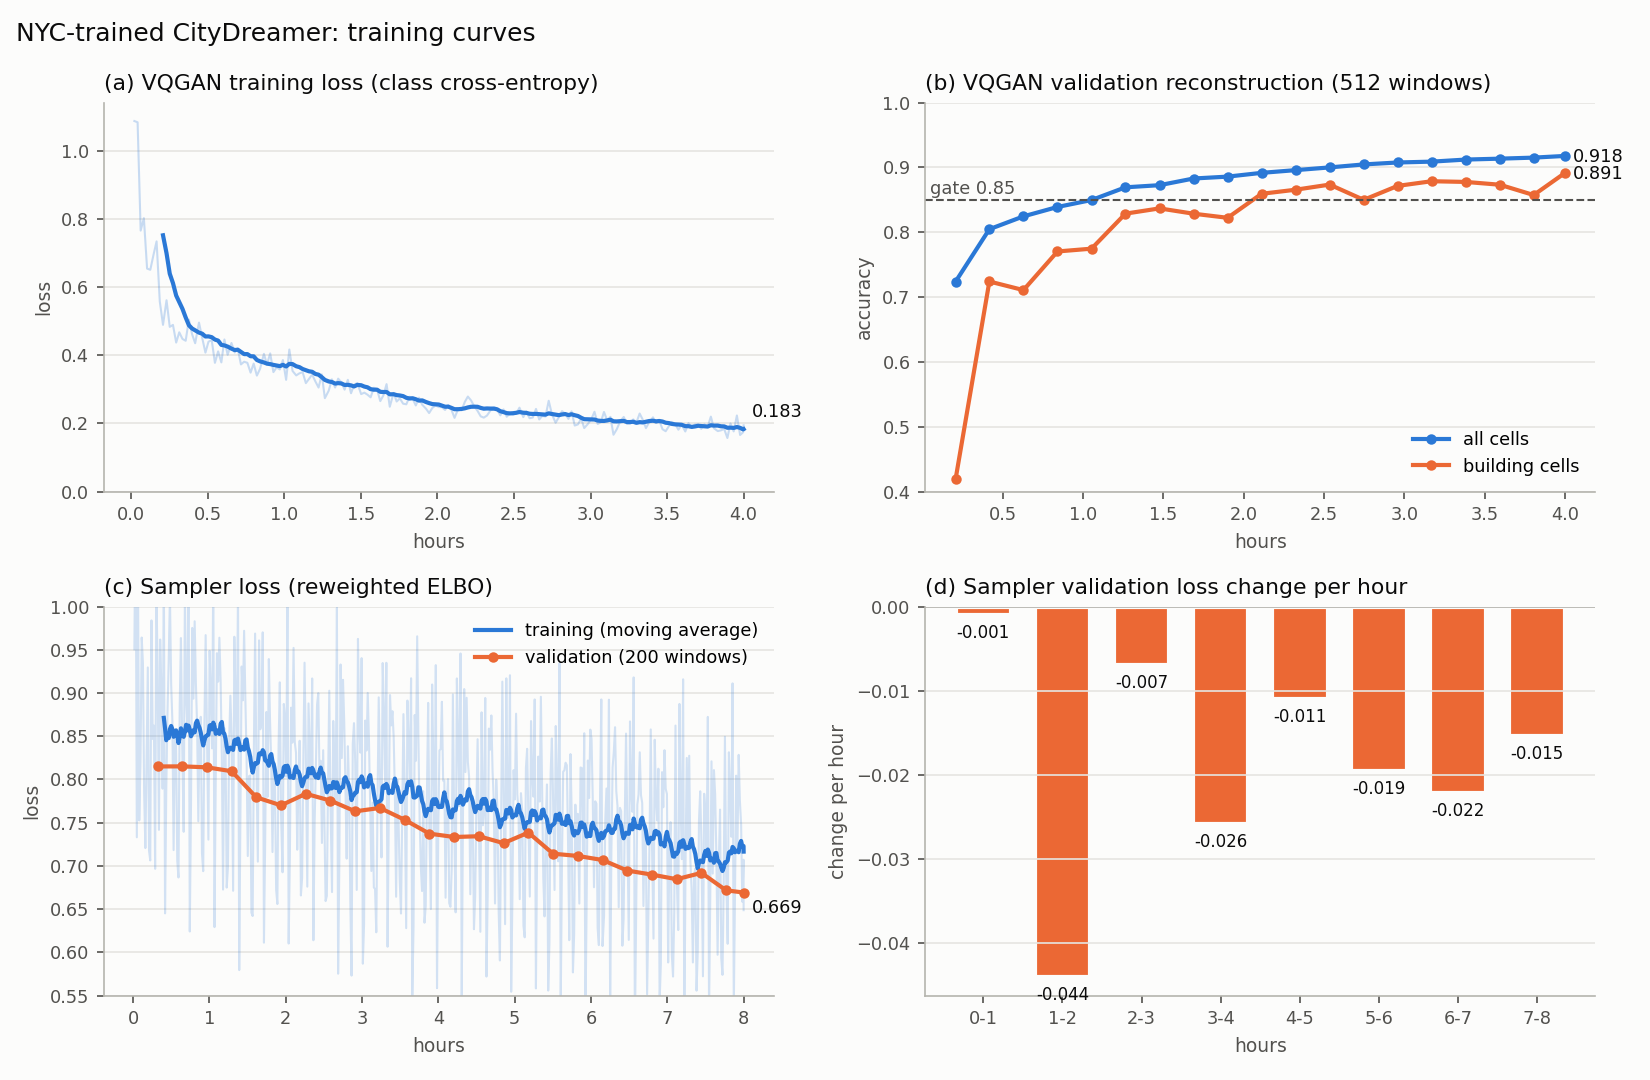 NYC-trained CityDreamer: training curves
(a) VQGAN training loss (class cross-entropy)
loss
1.0
0.8
0.6
0.4
0.2
0.0
0.183
0.0 0.5 1.0 1.5 2.0 2.5 3.0 3.5 4.0
hours
(b) VQGAN validation reconstruction (512 windows)
accuracy
1.0
0.9
0.8
0.7
0.6
0.5
0.4
gate 0.85
0.918
0.891
all cells
building cells
0.5 1.0 1.5 2.0 2.5 3.0 3.5 4.0
hours
(c) Sampler loss (reweighted ELBO)
loss
1.00
0.95
0.90
0.85
0.80
0.75
0.70
0.65
0.60
0.55
training (moving average)
validation (200 windows)
0.669
0 1 2 3 4 5 6 7 8
hours
(d) Sampler validation loss change per hour
change per hour
0.00
−0.01
−0.02
−0.03
−0.04
-0.001
-0.044
-0.007
-0.026
-0.011
-0.019
-0.022
-0.015
0-1 1-2 2-3 3-4 4-5 5-6 6-7 7-8
hours